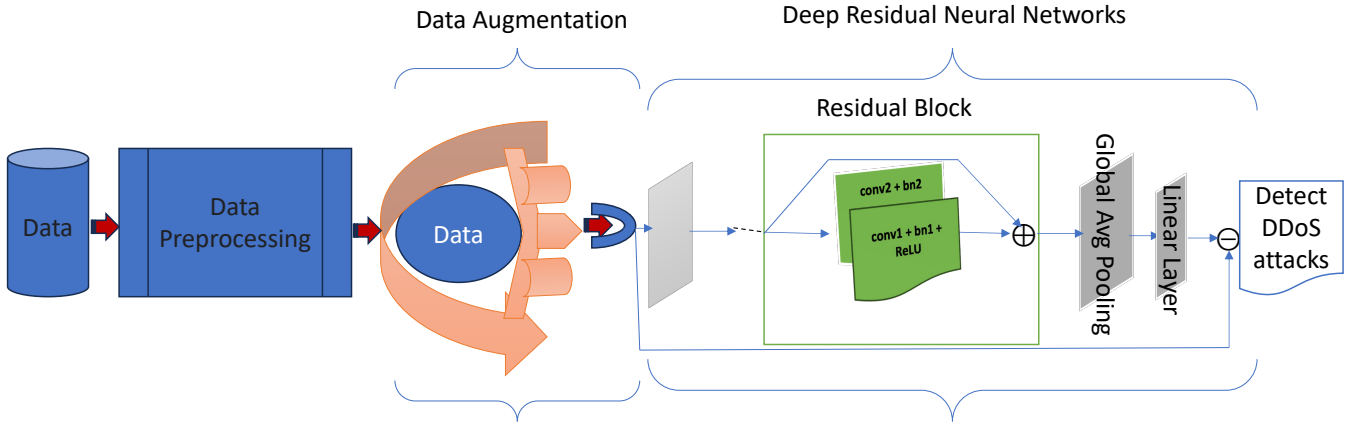 Data Augmentation
Deep Residual Neural Networks
Residual Block
Data
Data
Preprocessing
Data
conv2 + bn2
conv1 + bn1 +
ReLU
Global Avg Pooling
Linear Layer
Detect
DDoS
attacks